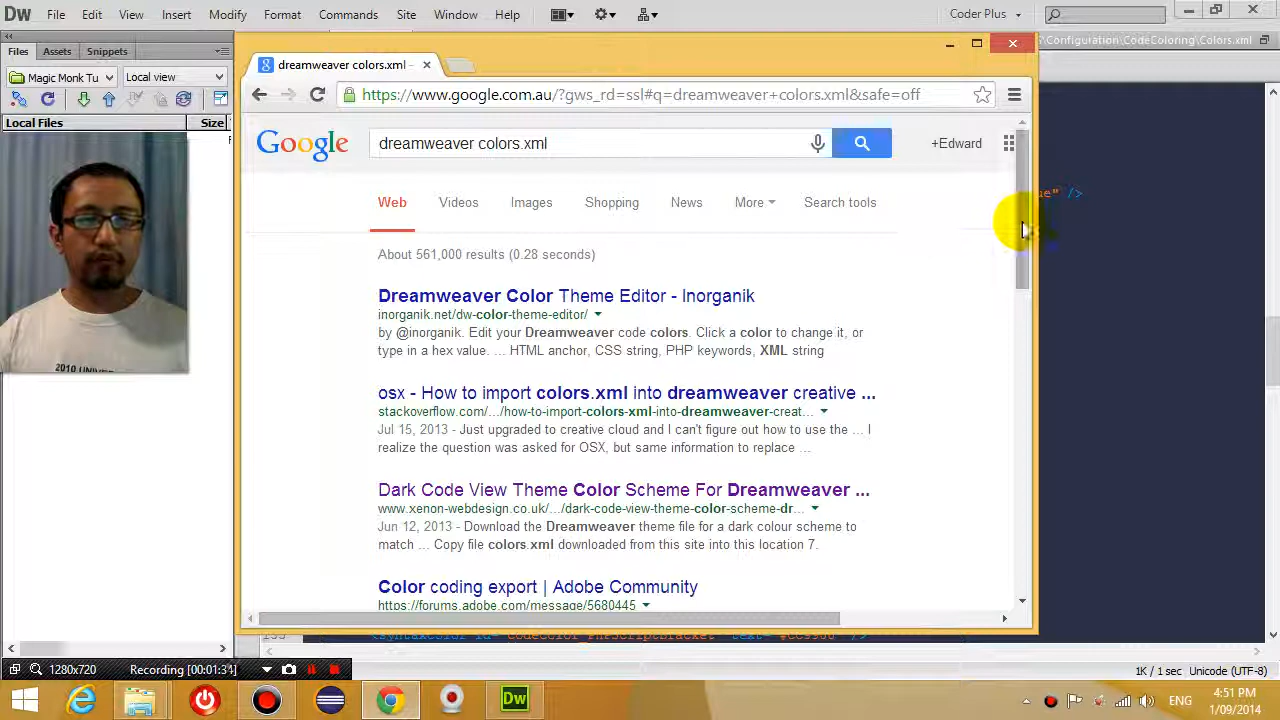 Dw File Edit View Insert Modify Format Commands Site Window Help Coder Plus
Files Assets Snippets
\Configuration\CodeColoring\Colors.xml
Magic Monk Tu Local view
Local Files Size
dreamweaver colors.xml -
https://www.google.com.au/?gws_rd=ssl#q=dreamweaver+colors.xml&safe=off
Google dreamweaver colors.xml +Edward
Web Videos Images Shopping News More Search tools
ue" />
About 561,000 results (0.28 seconds)
Dreamweaver Color Theme Editor - Inorganik
inorganik.net/dw-color-theme-editor/
by @inorganik. Edit your Dreamweaver code colors. Click a color to change it, or
type in a hex value. ... HTML anchor, CSS string, PHP keywords, XML string
osx - How to import colors.xml into dreamweaver creative ...
stackoverflow.com/.../how-to-import-colors-xml-into-dreamweaver-creat...
Jul 15, 2013 - Just upgraded to creative cloud and I can't figure out how to use the ... I
realize the question was asked for OSX, but same information to replace ...
Dark Code View Theme Color Scheme For Dreamweaver ...
www.xenon-webdesign.co.uk/.../dark-code-view-theme-color-scheme-dr...
Jun 12, 2013 - Download the Dreamweaver theme file for a dark colour scheme to
match ... Copy file colors.xml downloaded from this site into this location 7.
Color coding export | Adobe Community
https://forums.adobe.com/message/5680445
2010
1280x720 Recording [00:01:34]
1K / 1 sec Unicode (UTF-8)
Dw
ENG
4:51 PM
1/09/2014